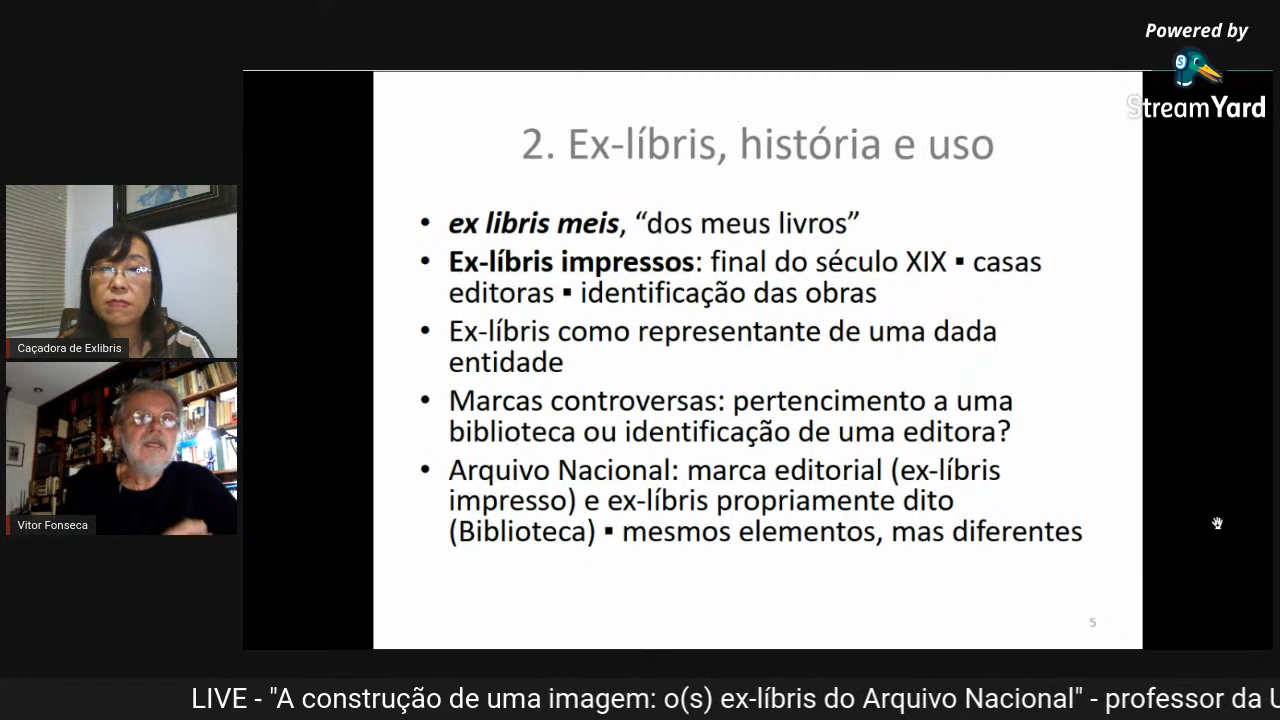 Powered by
StreamYard
2. Ex-líbris, história e uso
• ex libris meis, “dos meus livros”
• Ex-líbris impressos: final do século XIX ▪ casas
editoras ▪ identificação das obras
• Ex-líbris como representante de uma dada
entidade
• Marcas controversas: pertencimento a uma
biblioteca ou identificação de uma editora?
• Arquivo Nacional: marca editorial (ex-líbris
impresso) e ex-líbris propriamente dito
(Biblioteca) ▪ mesmos elementos, mas diferentes
5
Caçadora de Exlibris
Vitor Fonseca
LIVE - "A construção de uma imagem: o(s) ex-líbris do Arquivo Nacional" - professor da U